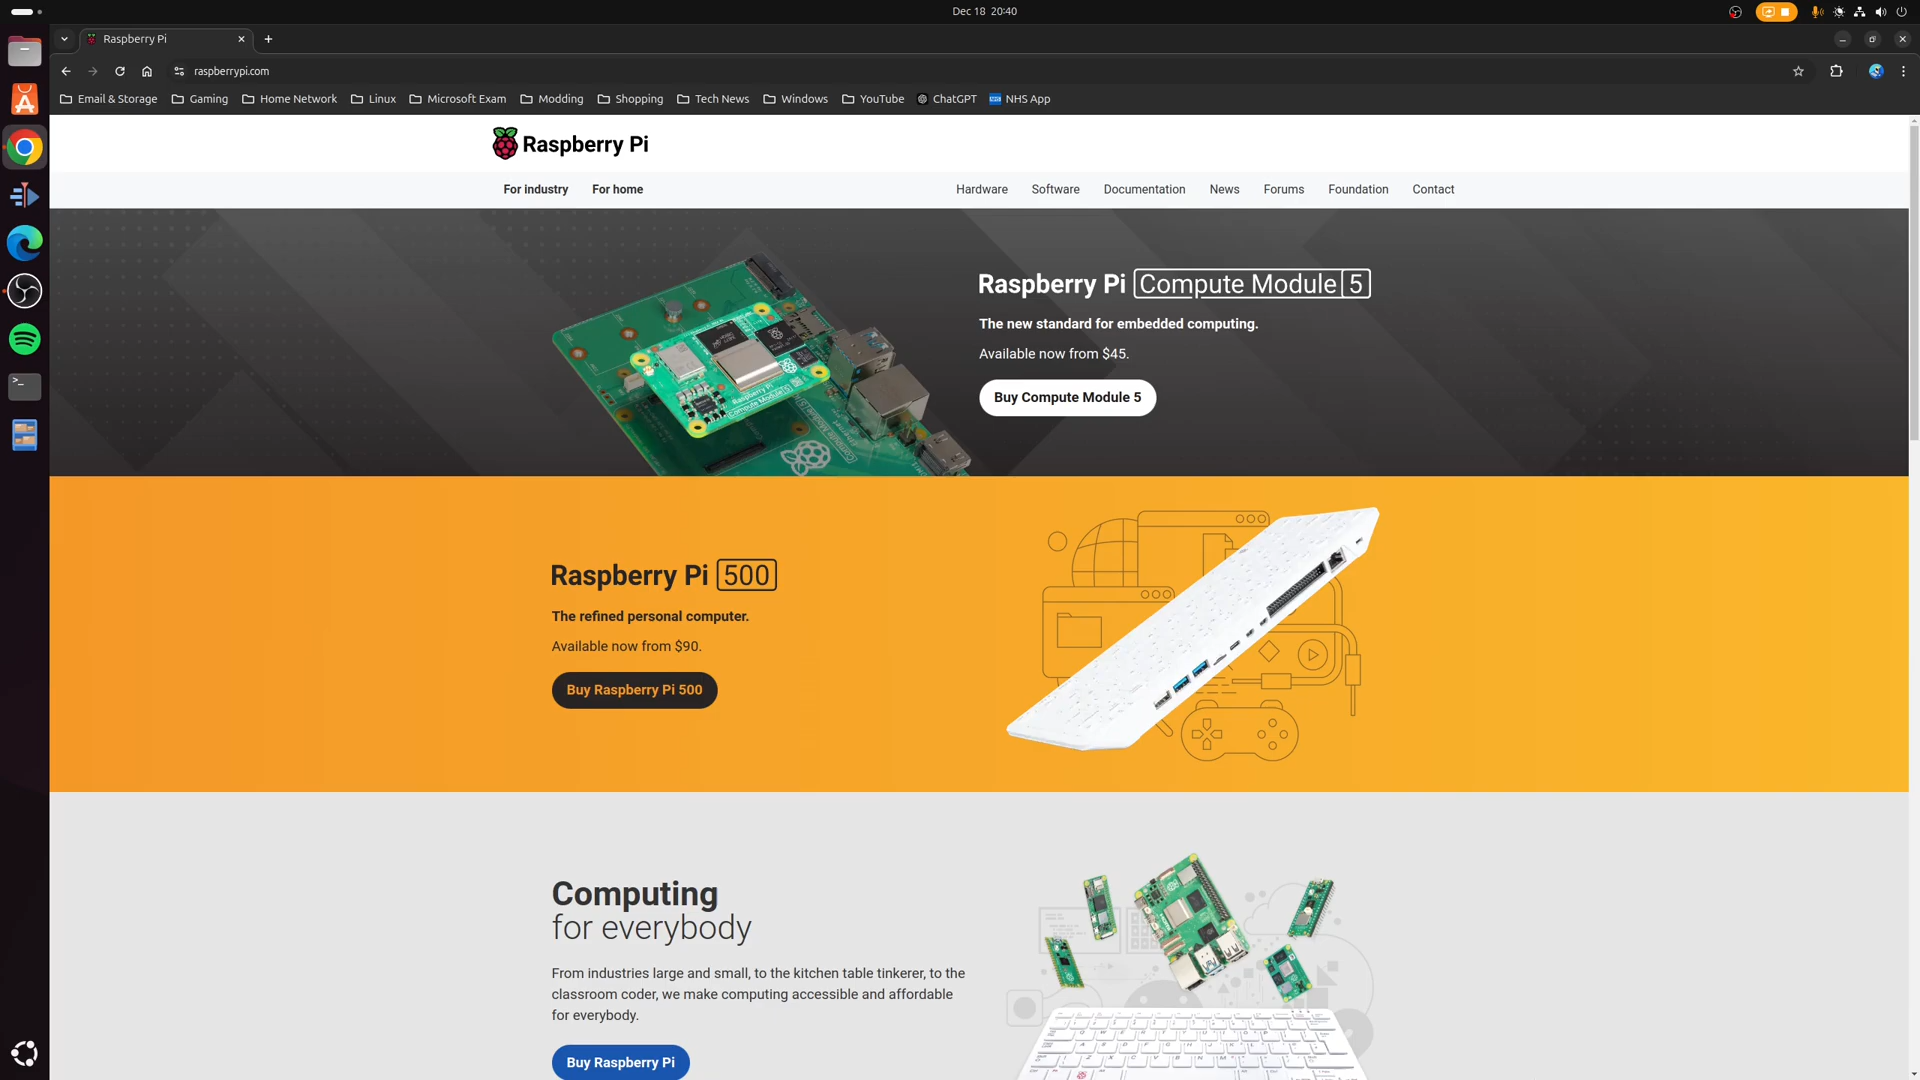 Dec 18 20:40
Raspberry Pi
raspberrypi.com
Email & Storage Gaming Home Network Linux Microsoft Exam Modding Shopping Tech News Windows YouTube ChatGPT NHS App
Raspberry Pi
For industry For home Hardware Software Documentation News Forums Foundation Contact
Raspberry Pi Compute Module 5
The new standard for embedded computing.
Available now from $45.
Buy Compute Module 5
Raspberry Pi 500
The refined personal computer.
Available now from $90.
Buy Raspberry Pi 500
Computing
for everybody
From industries large and small, to the kitchen table tinkerer, to the
classroom coder, we make computing accessible and affordable
for everybody.
Buy Raspberry Pi